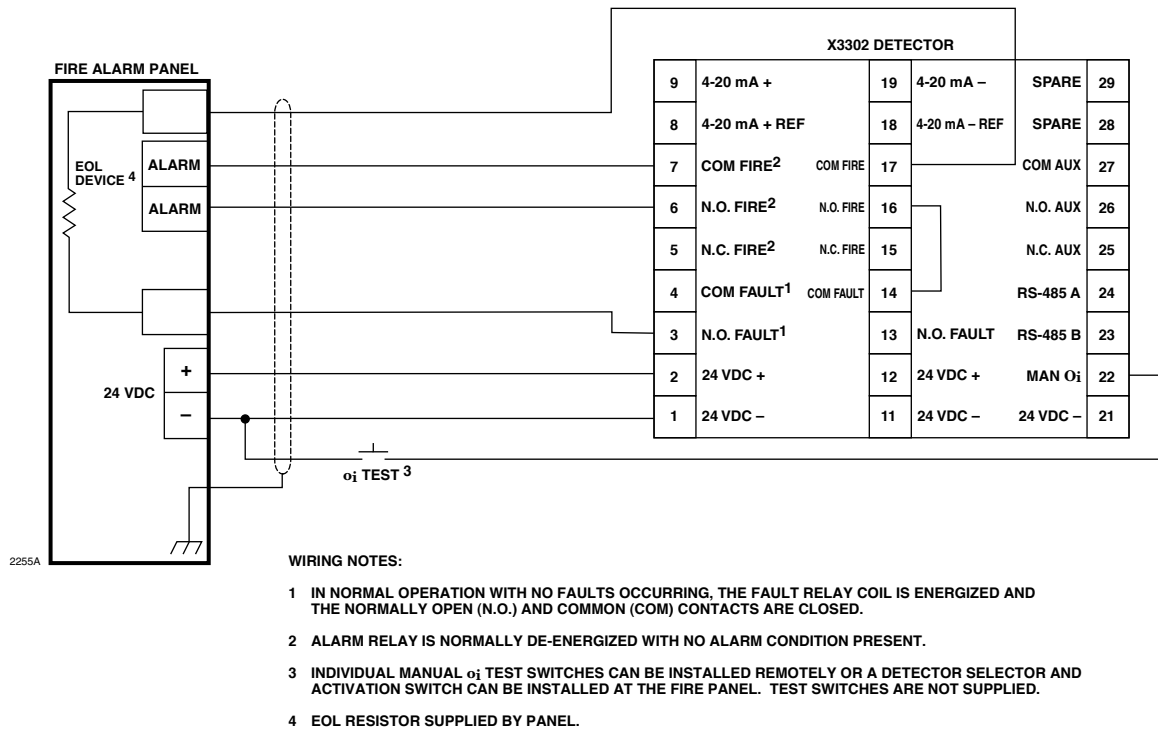 X3302 DETECTOR
FIRE ALARM PANEL
EOL
DEVICE 4
ALARM
ALARM
24 VDC
+
–
oi TEST 3
2255A
9 4-20 mA + 19 4-20 mA – SPARE 29
8 4-20 mA + REF 18 4-20 mA – REF SPARE 28
7 COM FIRE2 COM FIRE 17 COM AUX 27
6 N.O. FIRE2 N.O. FIRE 16 N.O. AUX 26
5 N.C. FIRE2 N.C. FIRE 15 N.C. AUX 25
4 COM FAULT1 COM FAULT 14 RS-485 A 24
3 N.O. FAULT1 13 N.O. FAULT RS-485 B 23
2 24 VDC + 12 24 VDC + MAN Oi 22
1 24 VDC – 11 24 VDC – 24 VDC – 21
WIRING NOTES:
1 IN NORMAL OPERATION WITH NO FAULTS OCCURRING, THE FAULT RELAY COIL IS ENERGIZED AND
THE NORMALLY OPEN (N.O.) AND COMMON (COM) CONTACTS ARE CLOSED.
2 ALARM RELAY IS NORMALLY DE-ENERGIZED WITH NO ALARM CONDITION PRESENT.
3 INDIVIDUAL MANUAL oi TEST SWITCHES CAN BE INSTALLED REMOTELY OR A DETECTOR SELECTOR AND
ACTIVATION SWITCH CAN BE INSTALLED AT THE FIRE PANEL. TEST SWITCHES ARE NOT SUPPLIED.
4 EOL RESISTOR SUPPLIED BY PANEL.